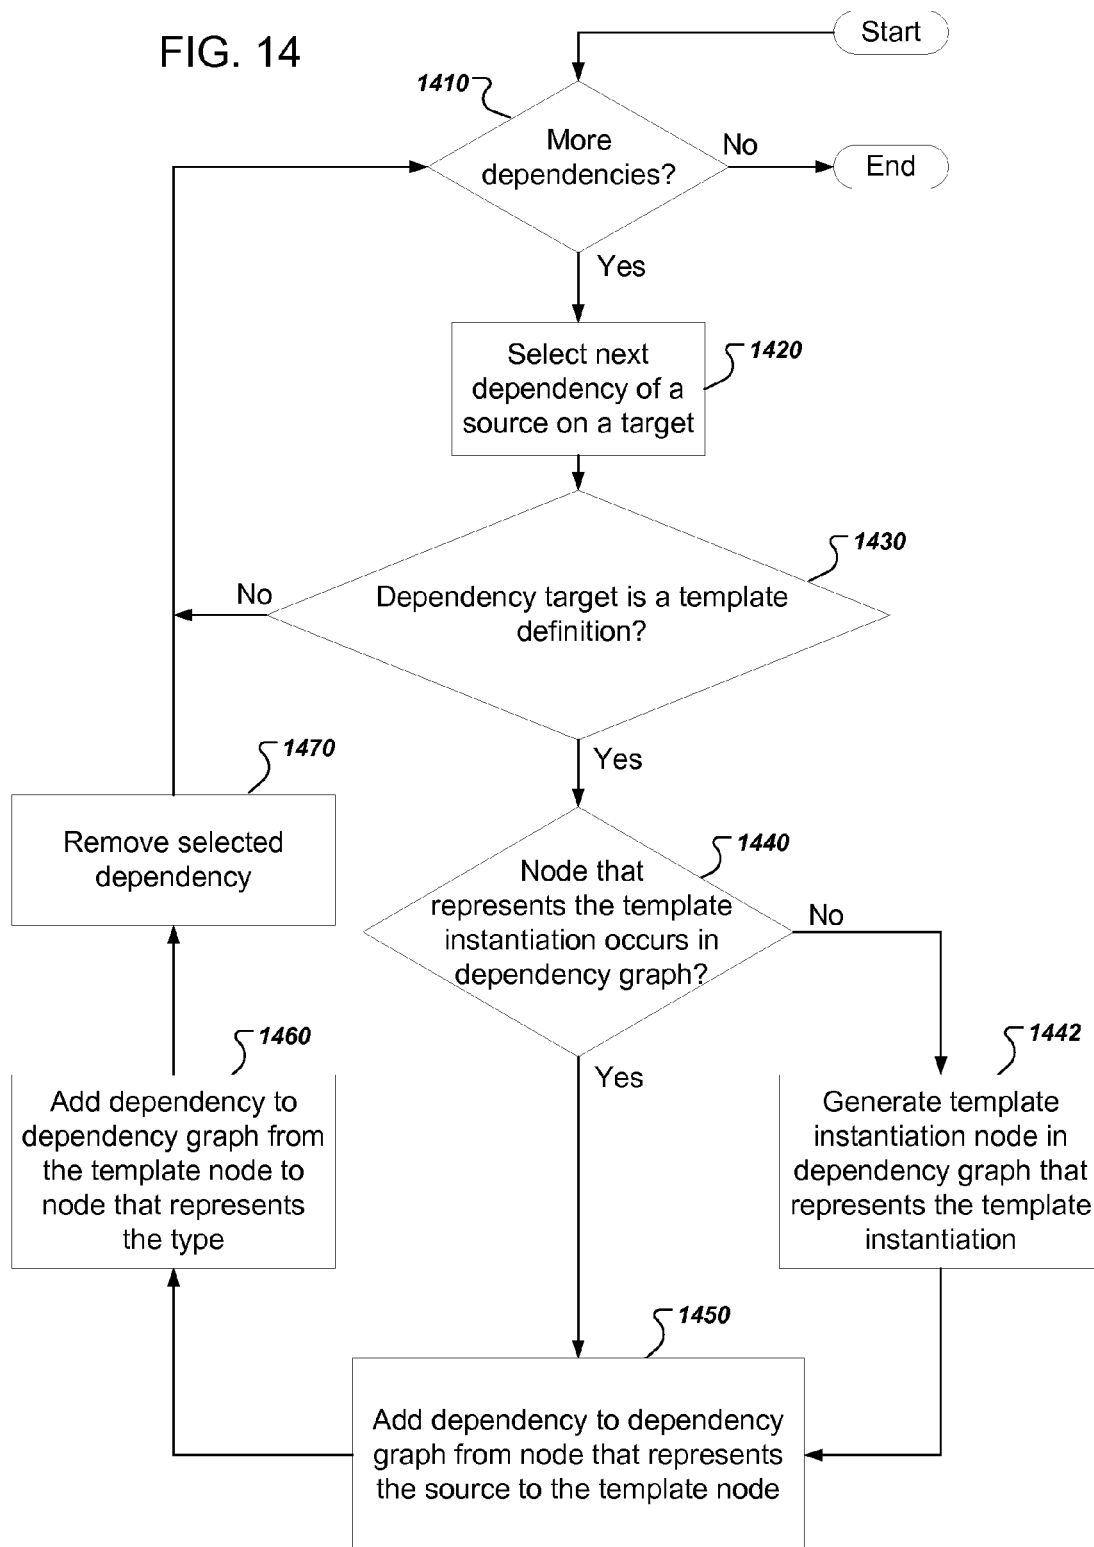 FIG. 14
Start
1410
More
dependencies?
No
End
Yes
Select next
dependency of a
source on a target
1420
1430
Dependency target is a template
definition?
No
Yes
1470
Remove selected
dependency
1440
Node that
represents the template
instantiation occurs in
dependency graph?
No
Yes
1460
Add dependency to
dependency graph from
the template node to
node that represents
the type
1442
Generate template
instantiation node in
dependency graph that
represents the template
instantiation
1450
Add dependency to dependency
graph from node that represents
the source to the template node